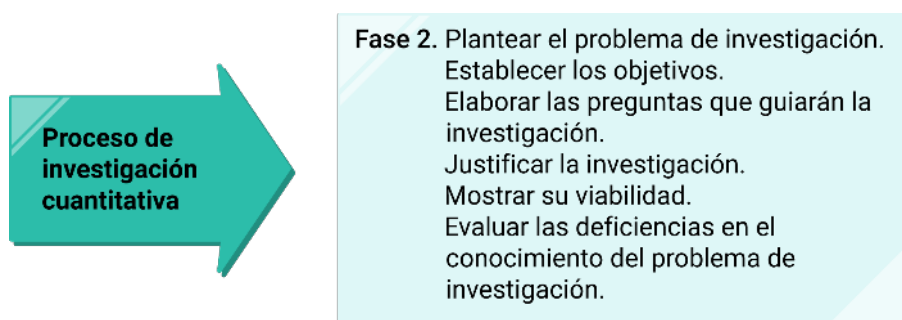 Proceso de
investigación
cuantitativa
Fase 2. Plantear el problema de investigación.
Establecer los objetivos.
Elaborar las preguntas que guiarán la
investigación.
Justificar la investigación.
Mostrar su viabilidad.
Evaluar las deficiencias en el
conocimiento del problema de
investigación.